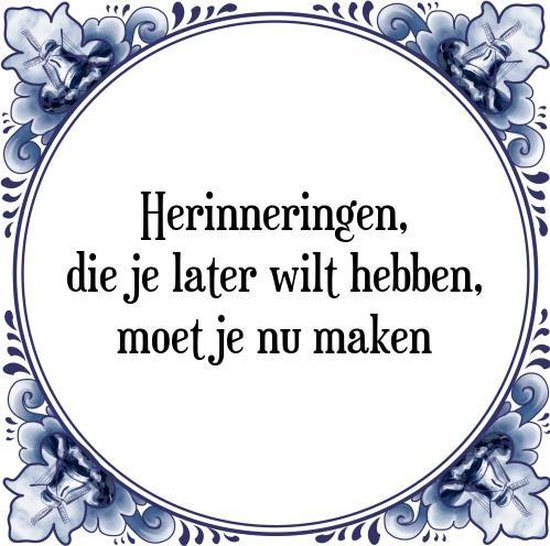 Herinneringen,
die je later wilt hebben,
moet je nu maken